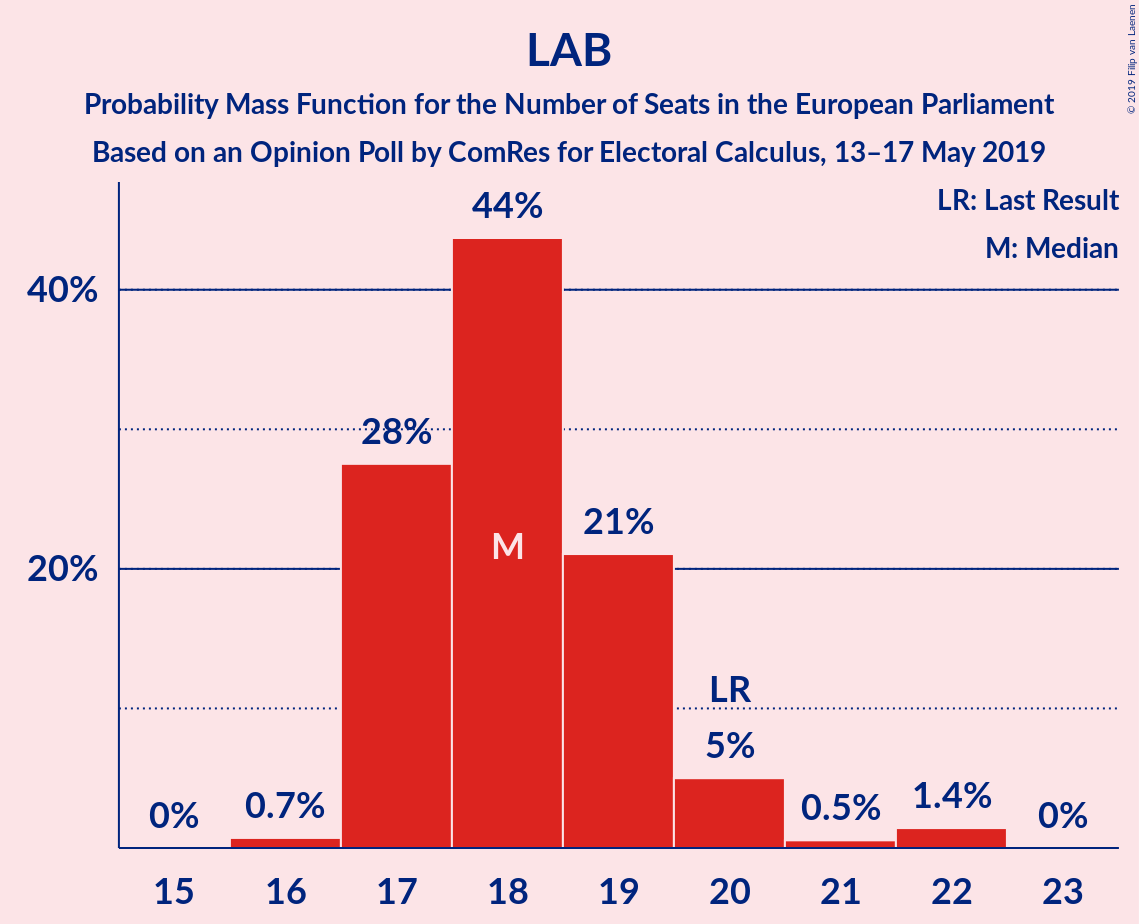 LAB
Probability Mass Function for the Number of Seats in the European Parliament
Based on an Opinion Poll by ComRes for Electoral Calculus, 13–17 May 2019
© 2019 Filip van Laenen
LR: Last Result
M: Median
44%
40%
28%
21%
M
20%
LR
5%
0%
0.7%
0.5%
1.4%
0%
15 16 17 18 19 20 21 22 23